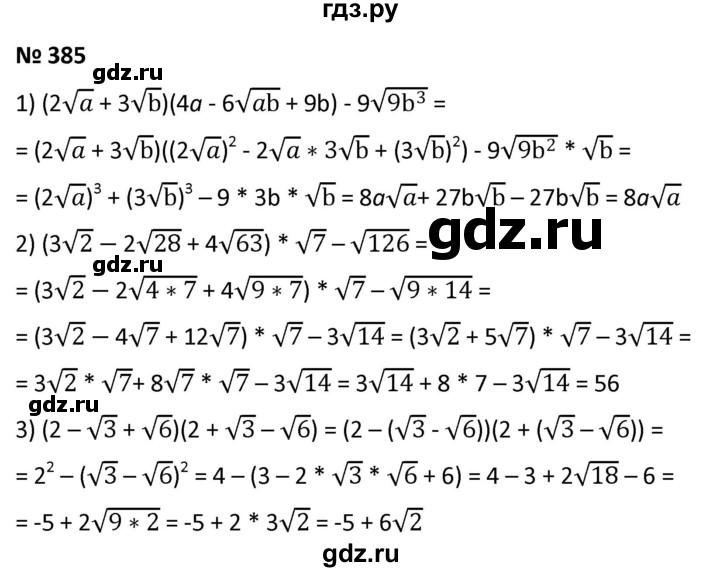 гдз.ру
№ 385
gdz.ru
1) (2√a + 3√b)(4a - 6√ab + 9b) - 9√9b³ =
= (2√a + 3√b)((2√a)² - 2√a * 3√b + (3√b)²) - 9√9b² * √b =
= (2√a)³ + (3√b)³ – 9 * 3b * √b = 8a√a+ 27b√b – 27b√b = 8a√a
gdz.ru
2) (3√2 – 2√28 + 4√63) * √7 – √126 =
gdz.ru
gdz.ru
= (3√2 – 2√4 * 7 + 4√9 * 7) * √7 – √9 * 14 =
= (3√2 – 4√7 + 12√7) * √7 – 3√14 = (3√2 + 5√7) * √7 – 3√14 =
= 3√2 * √7+ 8√7 * √7 – 3√14 = 3√14 + 8 * 7 – 3√14 = 56
gdz.ru
3) (2 – √3 + √6)(2 + √3 – √6) = (2 – (√3 - √6))(2 + (√3 – √6)) =
= 2² – (√3 – √6)² = 4 – (3 – 2 * √3 * √6 + 6) = 4 – 3 + 2√18 – 6 =
= -5 + 2√9 * 2 = -5 + 2 * 3√2 = -5 + 6√2
gdz.ru